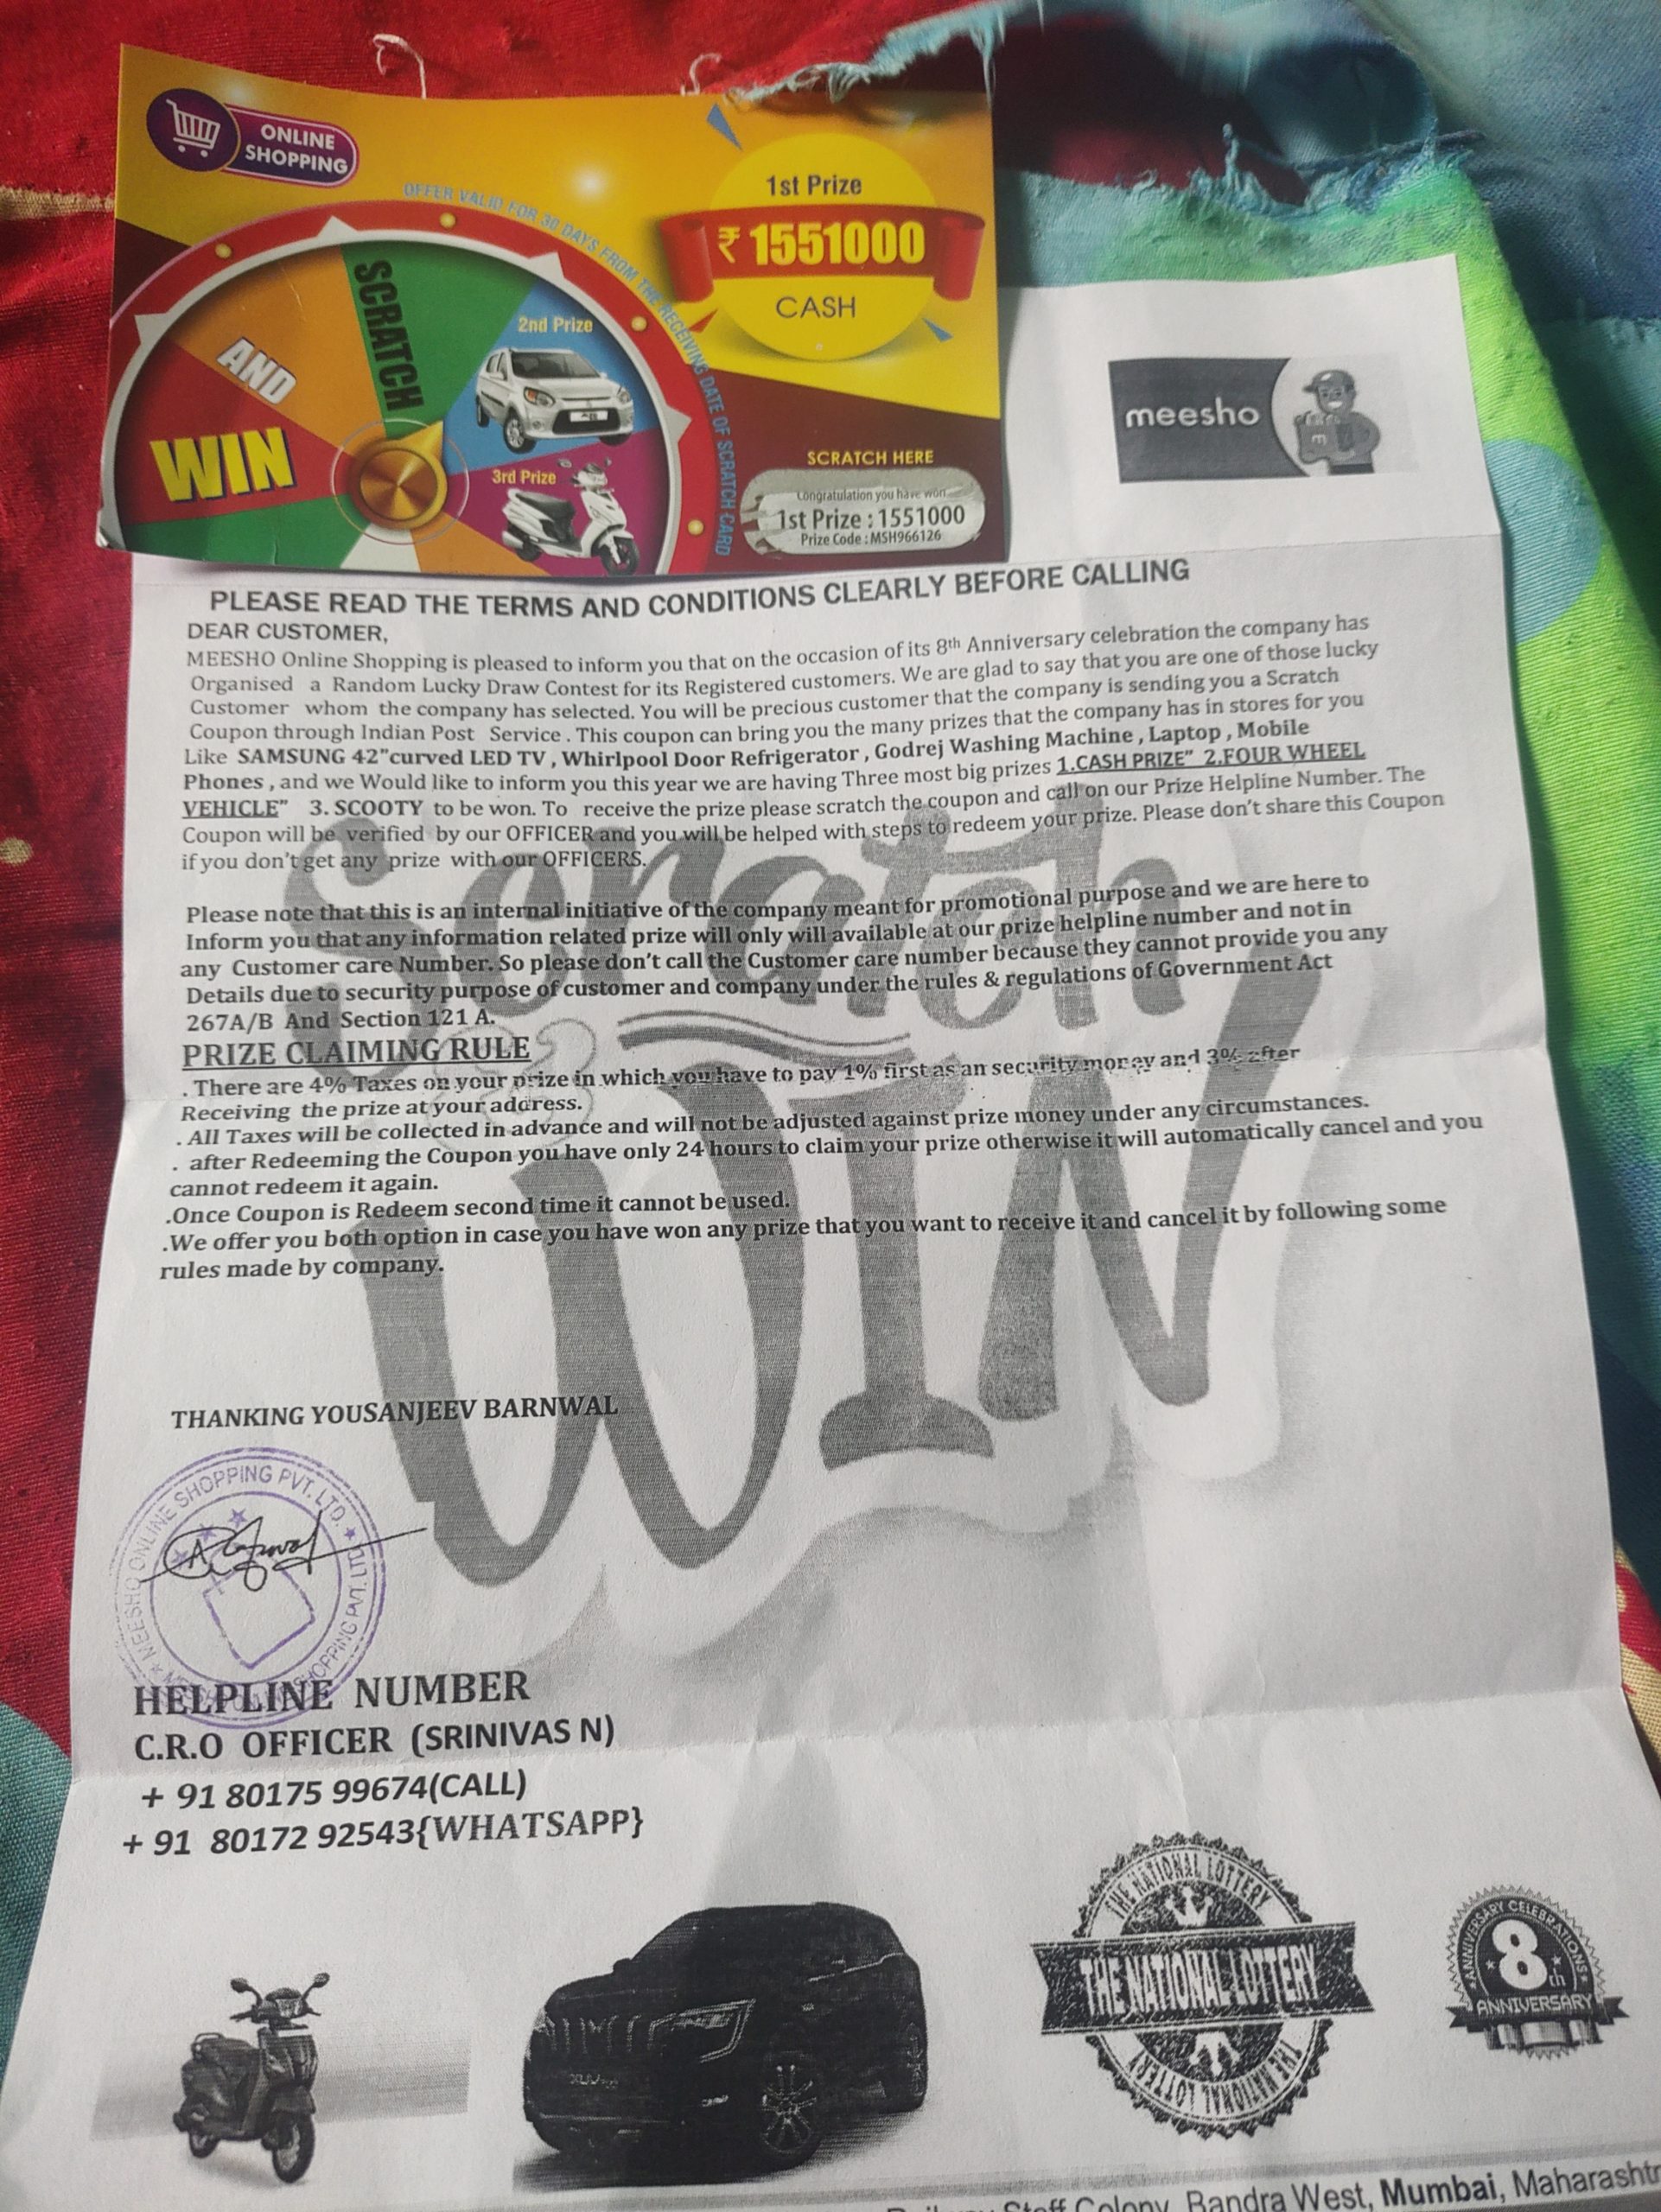 ONLINE
SHOPPING
OFFER VALID FOR 30 DAYS FROM THE RECEIVING DATE OF SCRATCH CARD
1st Prize
₹ 1551000
CASH
SCRATCH
AND
WIN
2nd Prize
3rd Prize
SCRATCH HERE
Congratulation you have won
1st Prize : 1551000
Prize Code : MSH966126
meesho
m
PLEASE READ THE TERMS AND CONDITIONS CLEARLY BEFORE CALLING
DEAR CUSTOMER,
MEESHO Online Shopping is pleased to inform you that on the occasion of its 8th Anniversary celebration the company has
Organised a Random Lucky Draw Contest for its Registered customers. We are glad to say that you are one of those lucky
Customer whom the company has selected. You will be precious customer that the company is sending you a Scratch
Coupon through Indian Post Service . This coupon can bring you the many prizes that the company has in stores for you
Like SAMSUNG 42"curved LED TV , Whirlpool Door Refrigerator , Godrej Washing Machine , Laptop , Mobile
Phones , and we Would like to inform you this year we are having Three most big prizes 1.CASH PRIZE" 2.FOUR WHEEL
VEHICLE" 3. SCOOTY to be won. To receive the prize please scratch the coupon and call on our Prize Helpline Number. The
Coupon will be verified by our OFFICER and you will be helped with steps to redeem your prize. Please don't share this Coupon
if you don't get any prize with our OFFICERS.
Please note that this is an internal initiative of the company meant for promotional purpose and we are here to
Inform you that any information related prize will only will available at our prize helpline number and not in
any Customer care Number. So please don't call the Customer care number because they cannot provide you any
Details due to security purpose of customer and company under the rules & regulations of Government Act
267A/B And Section 121 A.
PRIZE CLAIMING RULE
. There are 4% Taxes on your prize in which you have to pay 1% first as an security money and 3% after
Receiving the prize at your address.
. All Taxes will be collected in advance and will not be adjusted against prize money under any circumstances.
. after Redeeming the Coupon you have only 24 hours to claim your prize otherwise it will automatically cancel and you
cannot redeem it again.
.Once Coupon is Redeem second time it cannot be used.
.We offer you both option in case you have won any prize that you want to receive it and cancel it by following some
rules made by company.
Scratch
WIN
THANKING YOUSANJEEV BARNWAL
MEESHO ONLINE SHOPPING PVT. LTD.
HELPLINE NUMBER
C.R.O OFFICER (SRINIVAS N)
+ 91 80175 99674(CALL)
+ 91 80172 92543{WHATSAPP}
THE NATIONAL LOTTERY
THE NATIONAL LOTTERY
THE NATIONAL LOTTERY
ANNIVERSARY CELEBRATIONS
8th
ANNIVERSARY
Staff Colony, Bandra West, Mumbai, Maharashtr